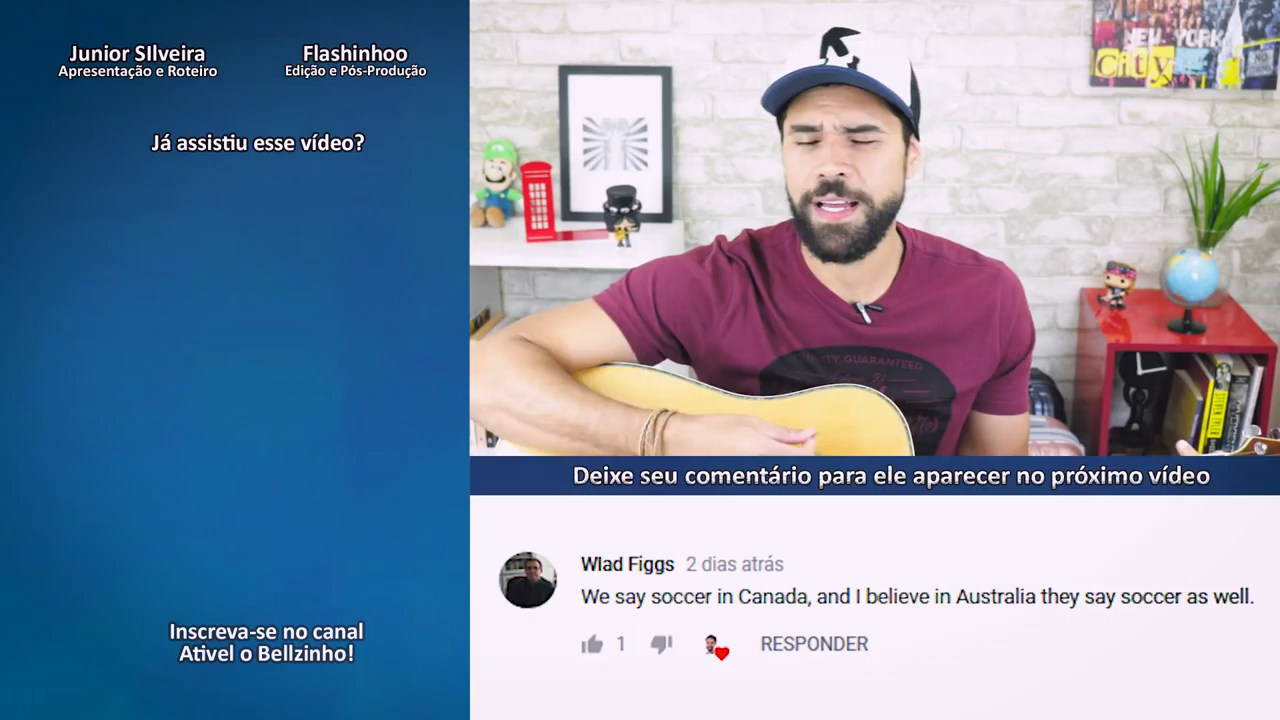 Junior SIlveira
Apresentação e Roteiro
Flashinhoo
Edição e Pós-Produção
Já assistiu esse vídeo?
Inscreva-se no canal
Ativel o Bellzinho!
NEW YORK
City
QUALITY GUARANTEED
Deixe seu comentário para ele aparecer no próximo vídeo
Wlad Figgs 2 dias atrás
We say soccer in Canada, and I believe in Australia they say soccer as well.
1 RESPONDER